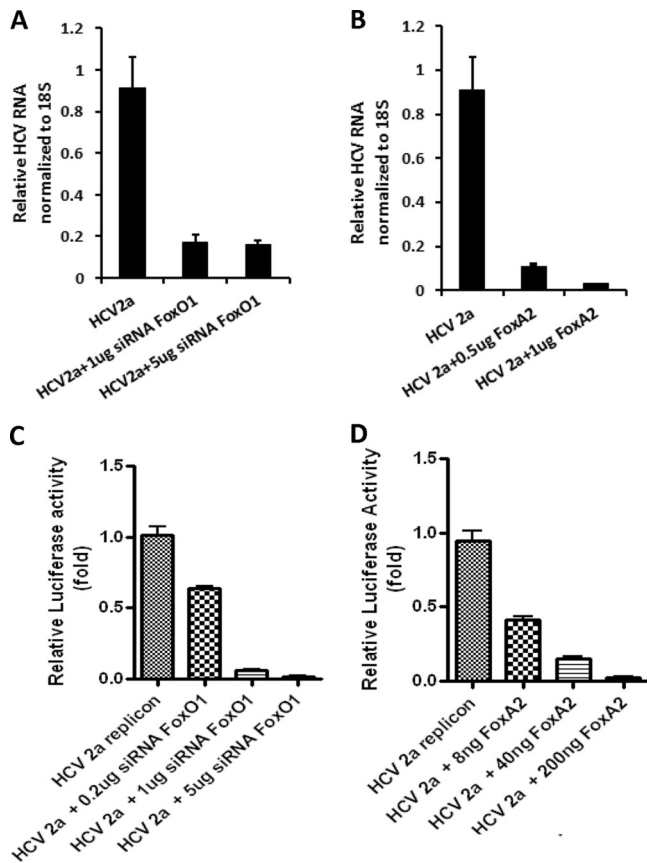 A
Relative HCV RNA
normalized to 18S
1.2
1
0.8
0.6
0.4
0.2
0
HCV2a
HCV2a+1ug siRNA FoxO1
HCV2a+5ug siRNA FoxO1
B
Relative HCV RNA
normalized to 18S
1.2
1
0.8
0.6
0.4
0.2
0
HCV 2a
HCV 2a+0.5ug FoxA2
HCV 2a+1ug FoxA2
C
Relative Luciferase activity
(fold)
1.5
1.0
0.5
0.0
HCV 2a replicon
HCV 2a + 0.2ug siRNA FoxO1
HCV 2a + 1ug siRNA FoxO1
HCV 2a + 5ug siRNA FoxO1
D
Relative Luciferase Activity
(fold)
1.5
1.0
0.5
0.0
HCV 2a replicon
HCV 2a + 8ng FoxA2
HCV 2a + 40ng FoxA2
HCV 2a + 200ng FoxA2